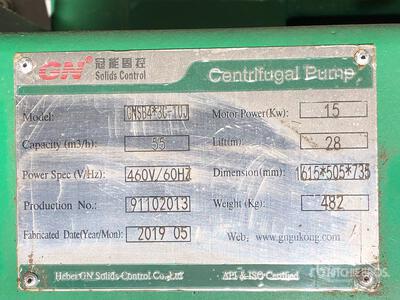 GN® 冠能固控
Solids Control
Centrifugal Pump
Model: GNSB4*3C-10J
Motor Power(Kw): 15
Capacity (m3/h): 55
Lift(m): 28
Power Spec (V/Hz): 460V/60HZ
Dimension(mm): 1615*505*735
Production No.: 91102013
Weight (Kg): 482
Fabricated Date(Year/Mon): 2019 05
Web: www.gngukong.com
Hebei GN Solids Control Co.,Ltd
API & ISO Certified
RITCHIE BROS